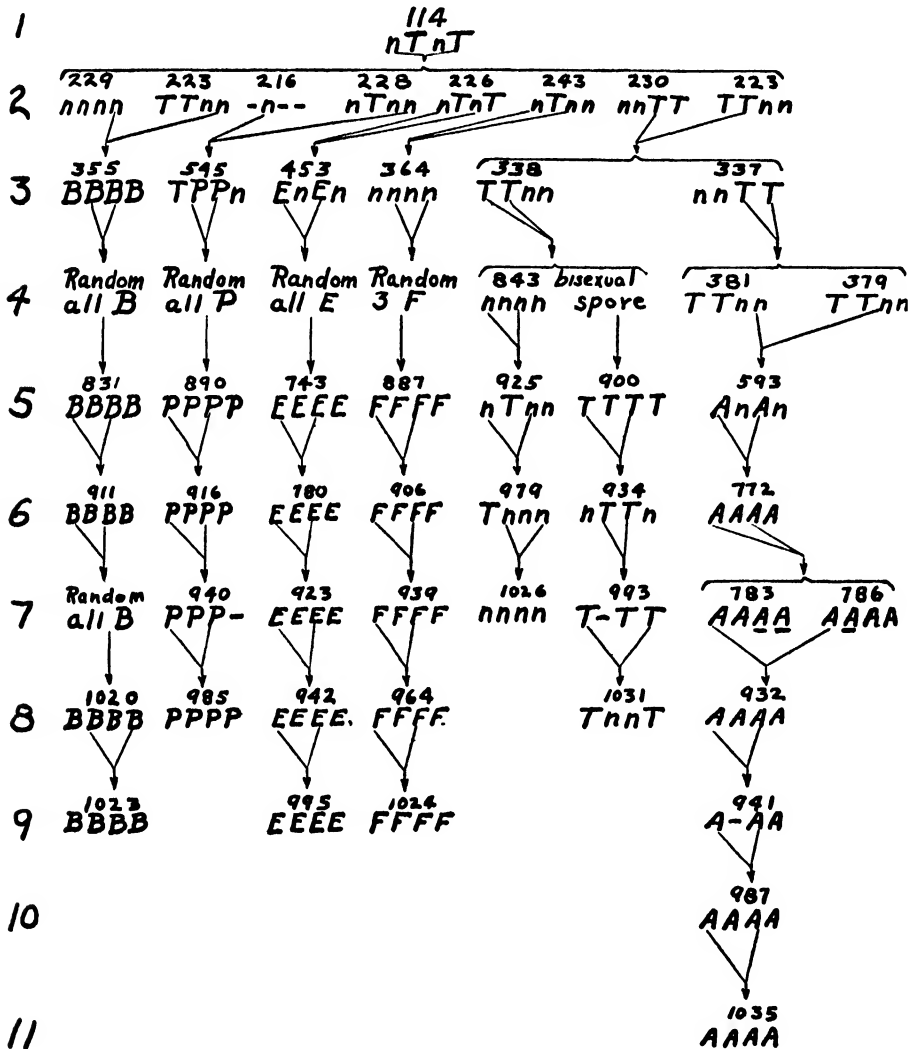 1 114
nT nT
229 223 216 228 226 243 230 223
2 nnnn TTnn -n-- nTnn nTnT nTnn nnTT TTnn
355 545 453 364 338 337
3 BBBB TPPn EnEn nnnn TTnn nnTT
Random Random Random Random 843 bisexual 381 379
4 all B all P all E 3 F nnnn spore TTnn TTnn
831 890 743 887 925 900 593
5 BBBB PPPP EEEE FFFF nTnn TTTT AnAn
911 916 780 906 979 934 772
6 BBBB PPPP EEEE FFFF Tnnn nTTn AAAA
Random 940 923 939 1026 993 783 786
7 all B PPP- EEEE FFFF nnnn T-TT AAAA AAAA
1020 985 942 964 1031 932
8 BBBB PPPP EEEE. FFFF. TnnT AAAA
1023 995 1024 941
9 BBBB EEEE FFFF A-AA
987
10 AAAA
1035
11 AAAA